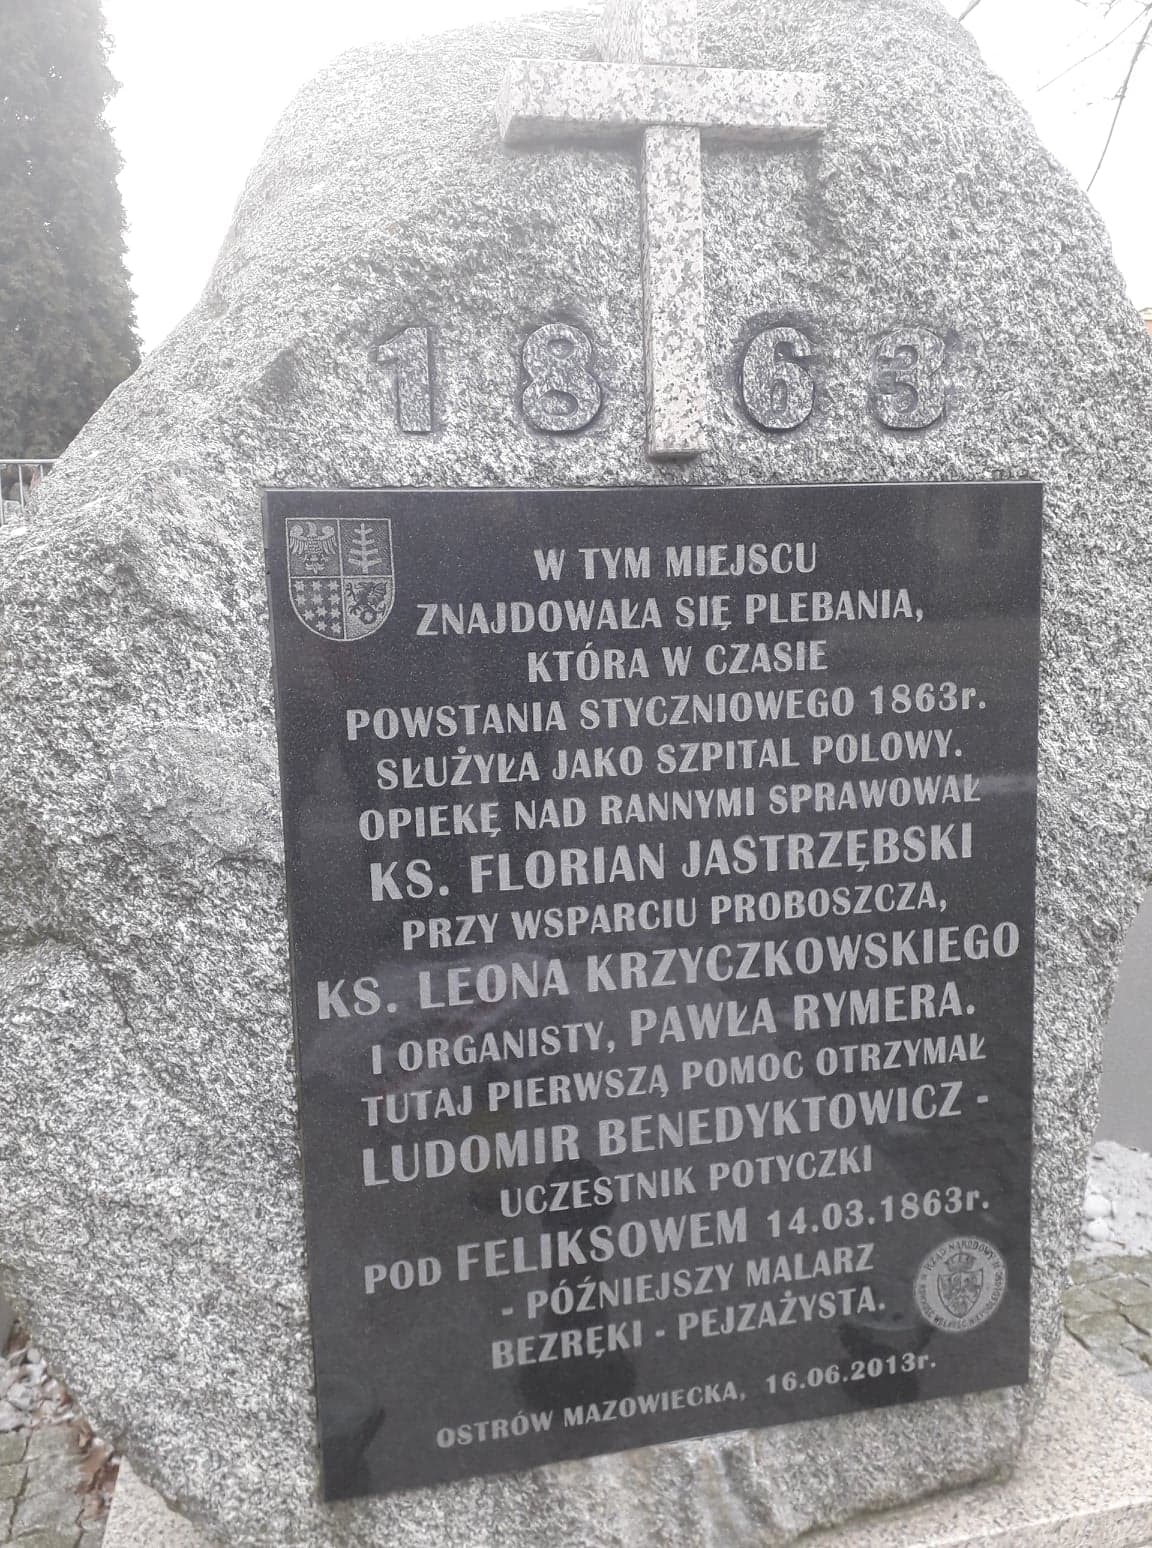 1863
W TYM MIEJSCU
ZNAJDOWAŁA SIĘ PLEBANIA,
KTÓRA W CZASIE
POWSTANIA STYCZNIOWEGO 1863r.
SŁUŻYŁA JAKO SZPITAL POLOWY.
OPIEKĘ NAD RANNYMI SPRAWOWAŁ
KS. FLORIAN JASTRZĘBSKI
PRZY WSPARCIU PROBOSZCZA,
KS. LEONA KRZYCZKOWSKIEGO
I ORGANISTY, PAWŁA RYMERA.
TUTAJ PIERWSZĄ POMOC OTRZYMAŁ
LUDOMIR BENEDYKTOWICZ -
UCZESTNIK POTYCZKI
POD FELIKSOWEM 14.03.1863r.
- PÓŹNIEJSZY MALARZ
BEZRĘKI - PEJZAŻYSTA.
OSTRÓW MAZOWIECKA, 16.06.2013r.
RZĄD NARODOWY